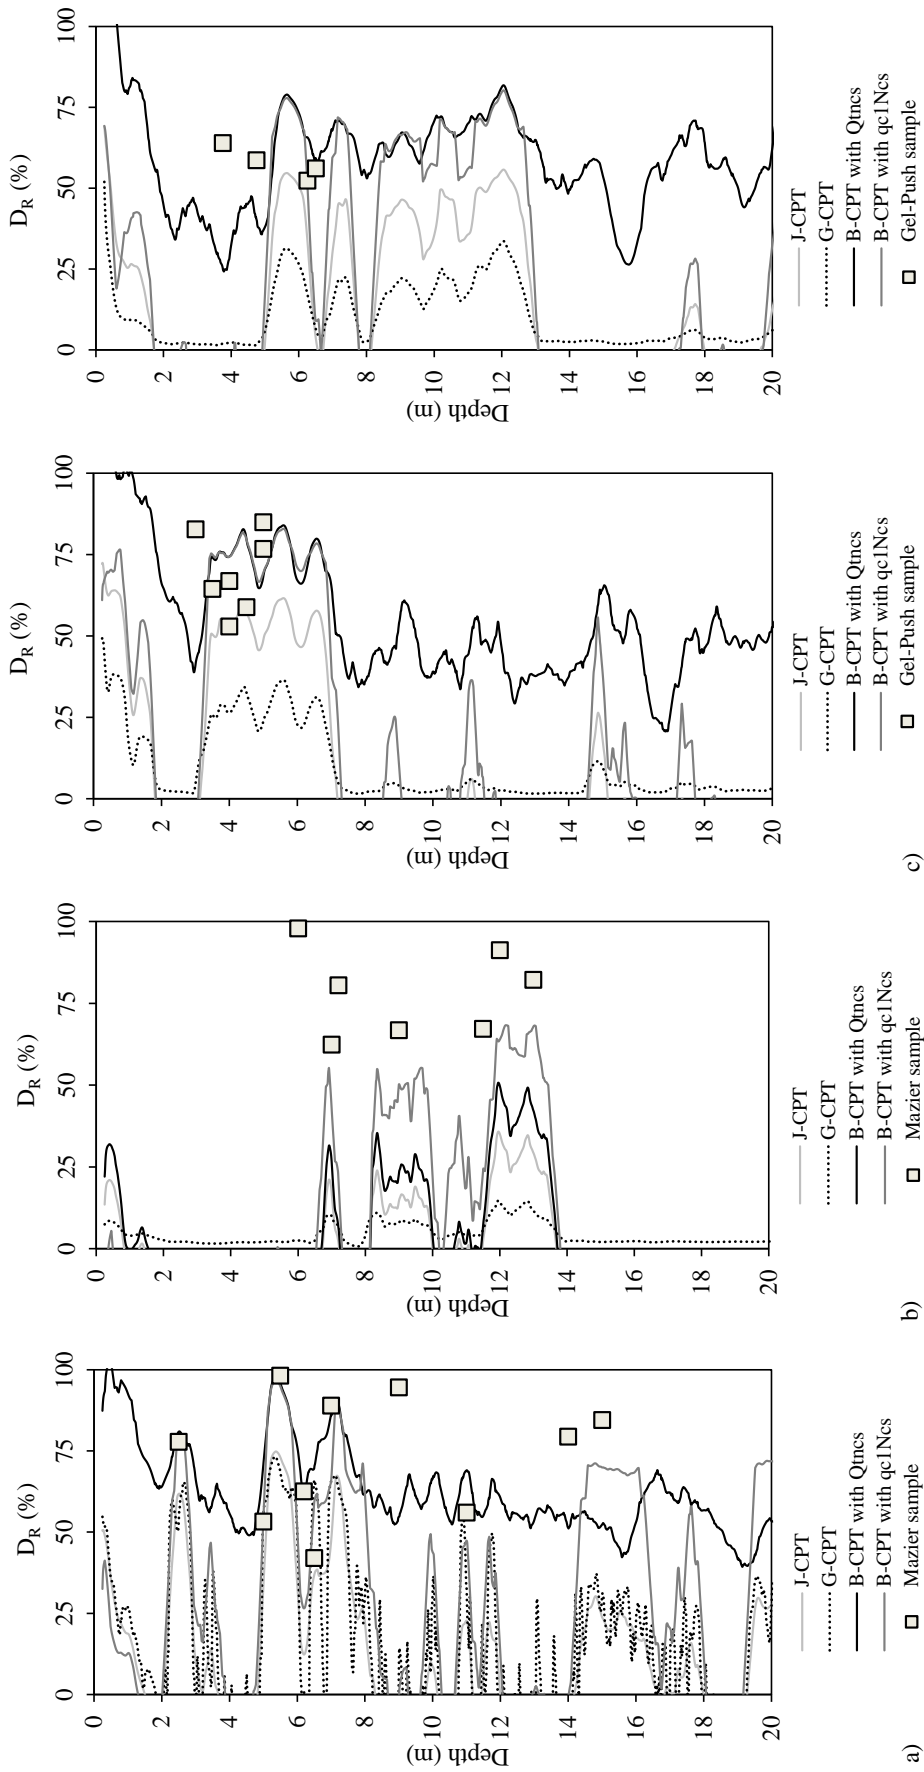 D_R (%)
0 25 50 75 100
0
2
4
6
8
10
12
14
16
18
20
Depth (m)
J-CPT
G-CPT
B-CPT with Qtncs
B-CPT with qc1Ncs
Mazier sample
a)
D_R (%)
0 25 50 75 100
0
2
4
6
8
10
12
14
16
18
20
Depth (m)
J-CPT
G-CPT
B-CPT with Qtncs
B-CPT with qc1Ncs
Mazier sample
b)
D_R (%)
0 25 50 75 100
0
2
4
6
8
10
12
14
16
18
20
Depth (m)
J-CPT
G-CPT
B-CPT with Qtncs
B-CPT with qc1Ncs
Gel-Push sample
c)
D_R (%)
0 25 50 75 100
0
2
4
6
8
10
12
14
16
18
20
Depth (m)
J-CPT
G-CPT
B-CPT with Qtncs
B-CPT with qc1Ncs
Gel-Push sample